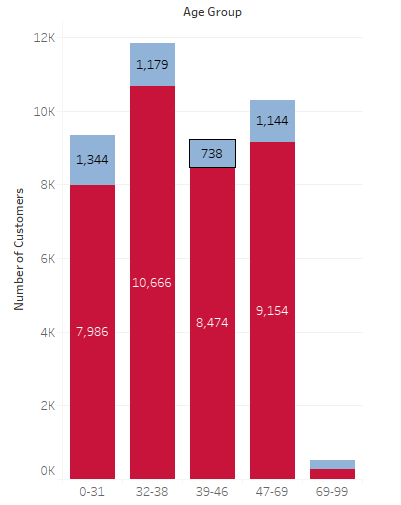 Age Group
12K
1,179
10K
1,344
1,144
738
8K
6K
Number of Customers
10,666
9,154
8,474
7,986
4K
2K
0K
0-31 32-38 39-46 47-69 69-99